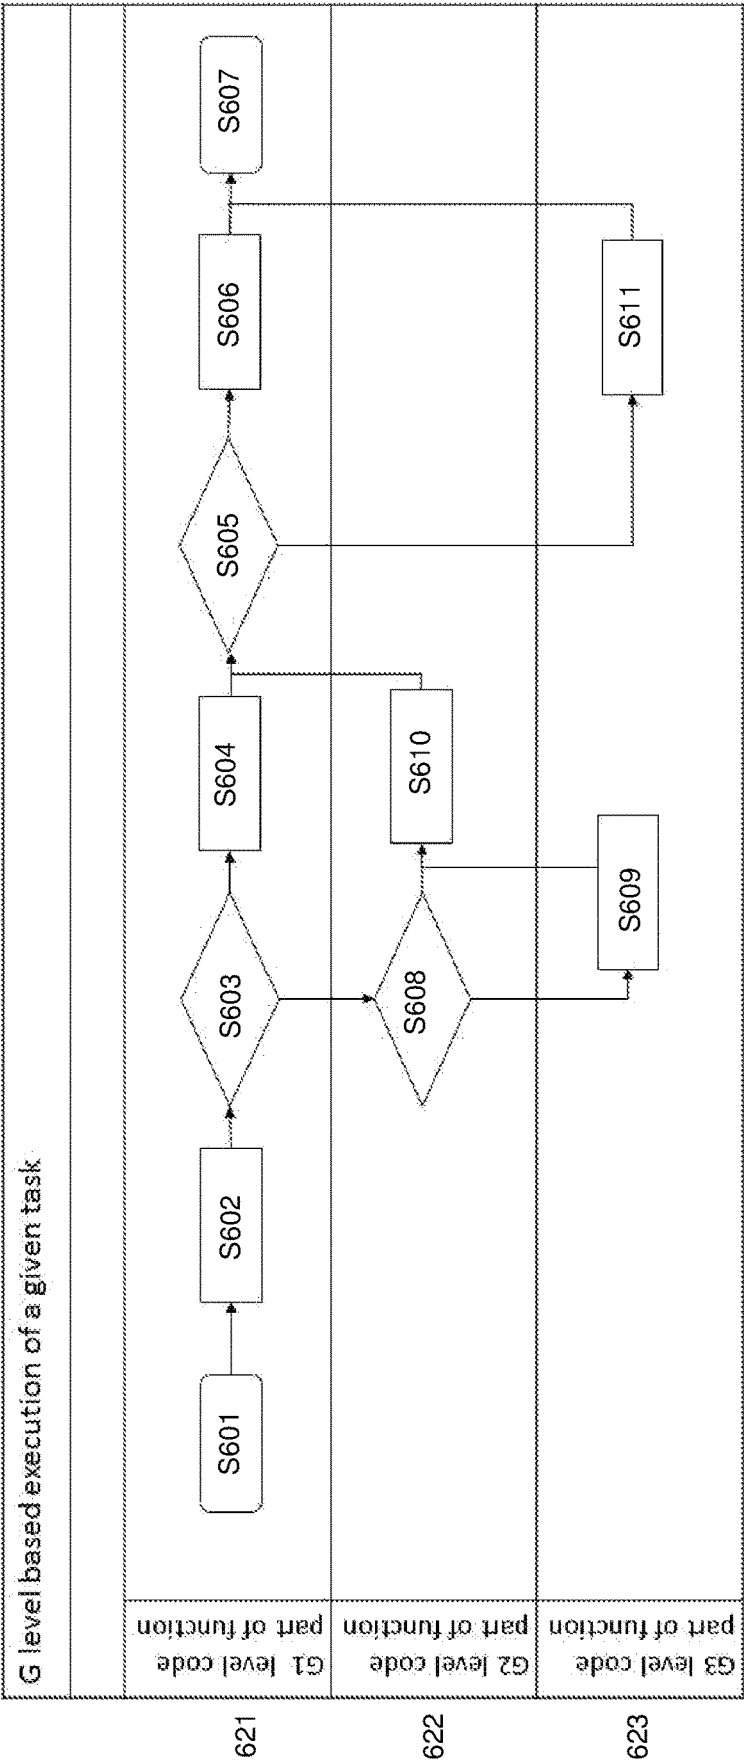 G level based execution of a given task
621
G1 level code
part of function
S601
S602
S603
S604
S605
S606
S607
622
G2 level code
part of function
S608
S610
623
G3 level code
part of function
S609
S611